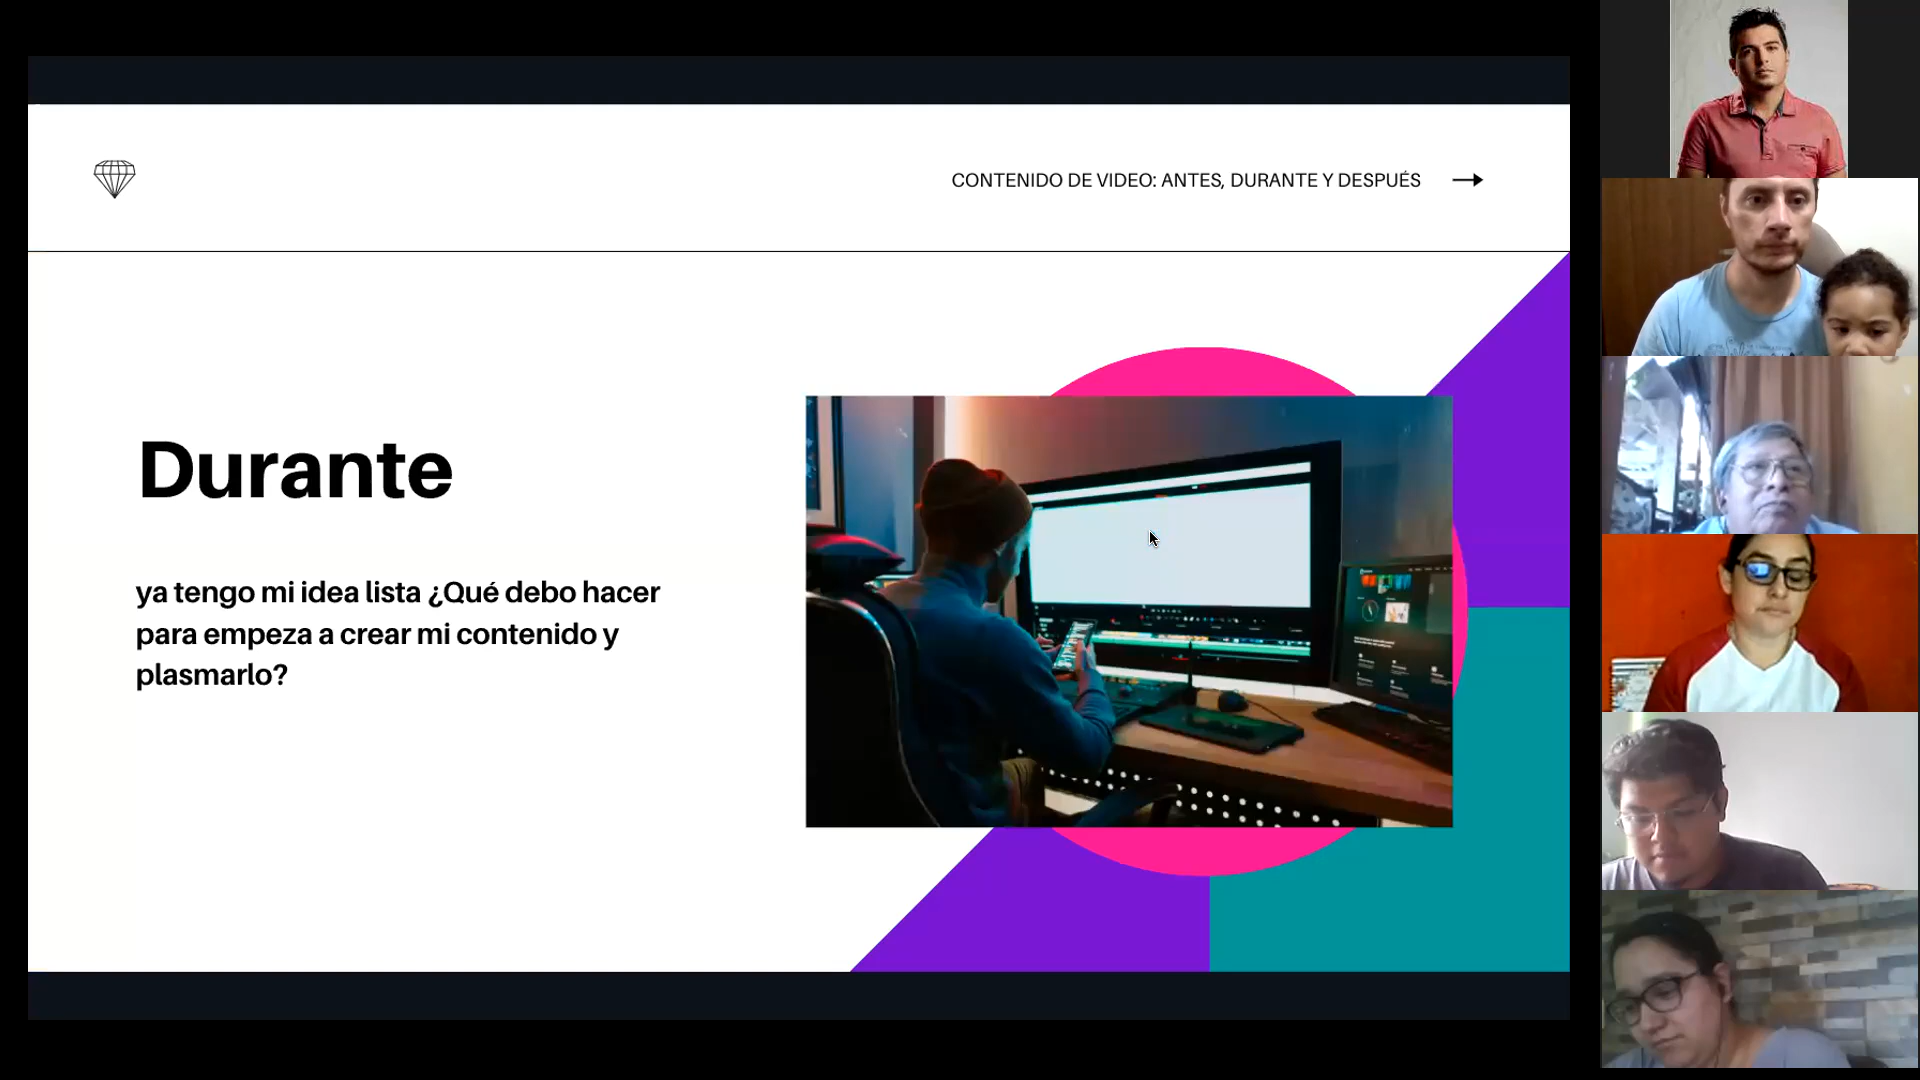 CONTENIDO DE VIDEO: ANTES, DURANTE Y DESPUÉS
Durante
ya tengo mi idea lista ¿Qué debo hacer
para empeza a crear mi contenido y
plasmarlo?